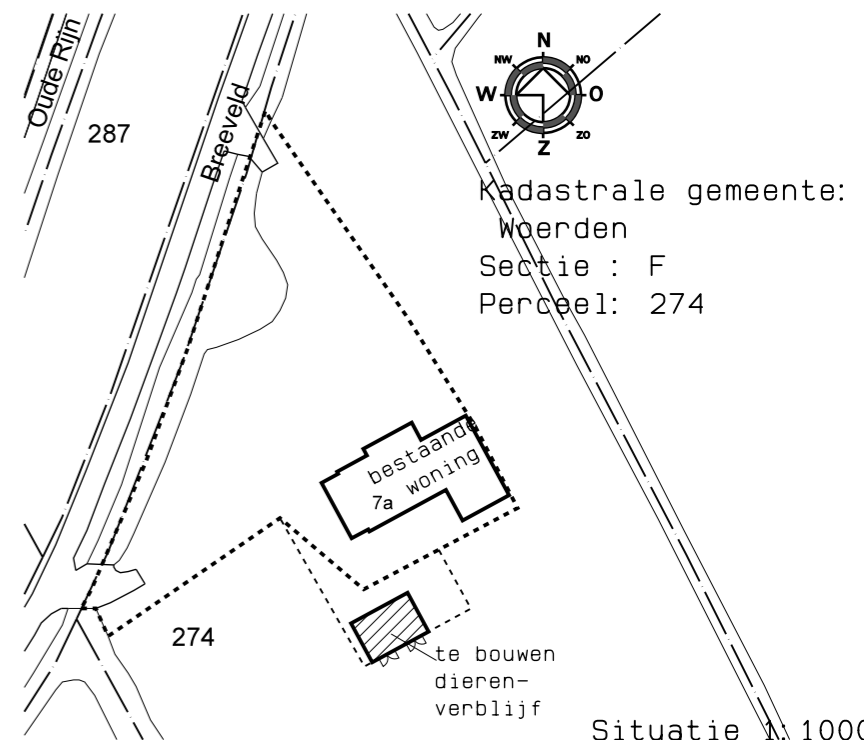 Oude Rijn
287
Breeveld
N
NW
NO
W
O
ZW
ZO
Z
Kadastrale gemeente:
Woerden
Sectie : F
Perceel: 274
bestaande
7a woning
274
te bouwen
dieren-
verblijf
Situatie 1: 1000